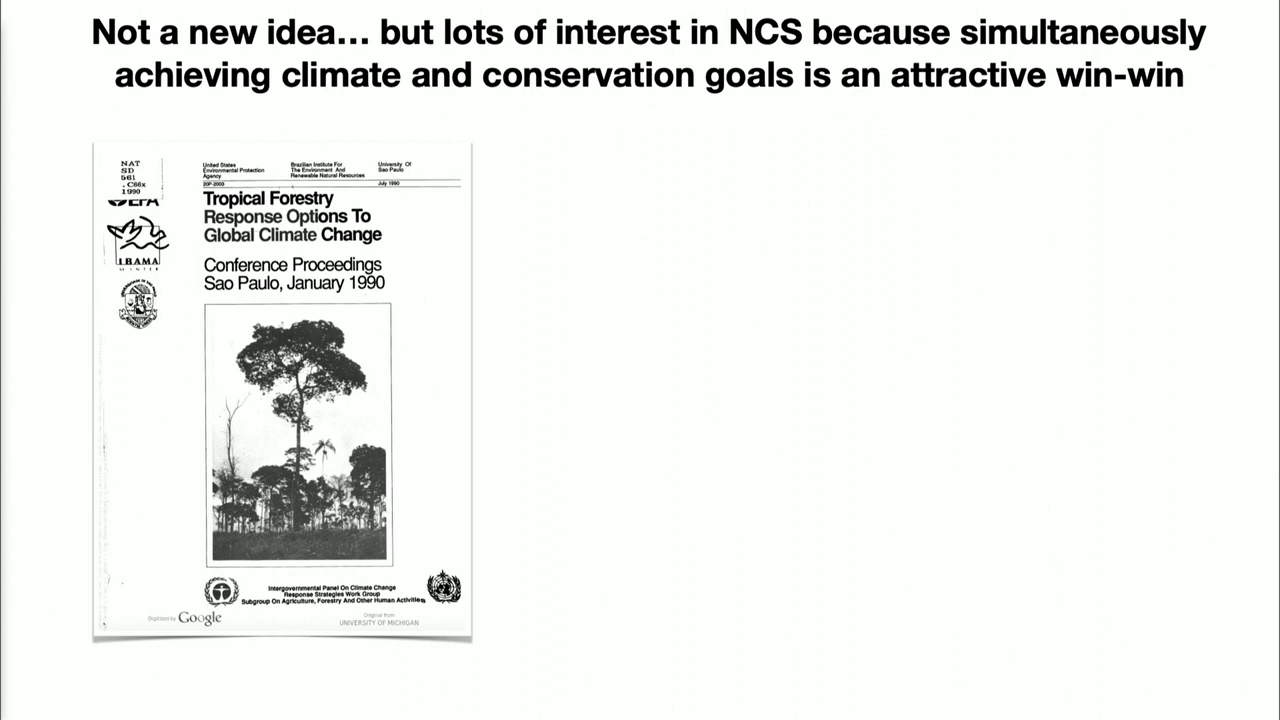 Not a new idea... but lots of interest in NCS because simultaneously
achieving climate and conservation goals is an attractive win-win
NAT
SD
561
.C66x
1990
EPA
IBAMA
United States
Environmental Protection
Agency
Brazilian Institute For
The Environment And
Renewable Natural Resources
University Of
Sao Paulo
20P-2003
July 1990
Tropical Forestry
Response Options To
Global Climate Change
Conference Proceedings
Sao Paulo, January 1990
Intergovernmental Panel On Climate Change
Response Strategies Work Group
Subgroup On Agriculture, Forestry And Other Human Activities
Digitized by Google
Original from
UNIVERSITY OF MICHIGAN